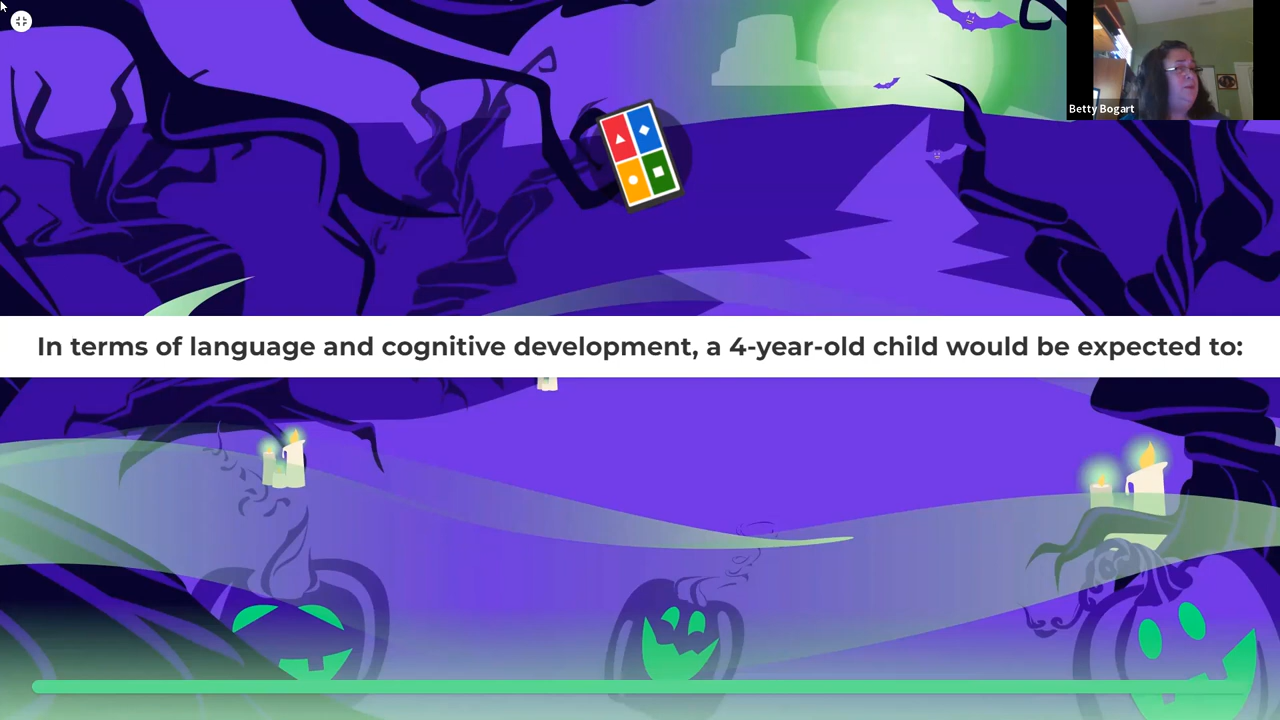 Betty Bogart
In terms of language and cognitive development, a 4-year-old child would be expected to: